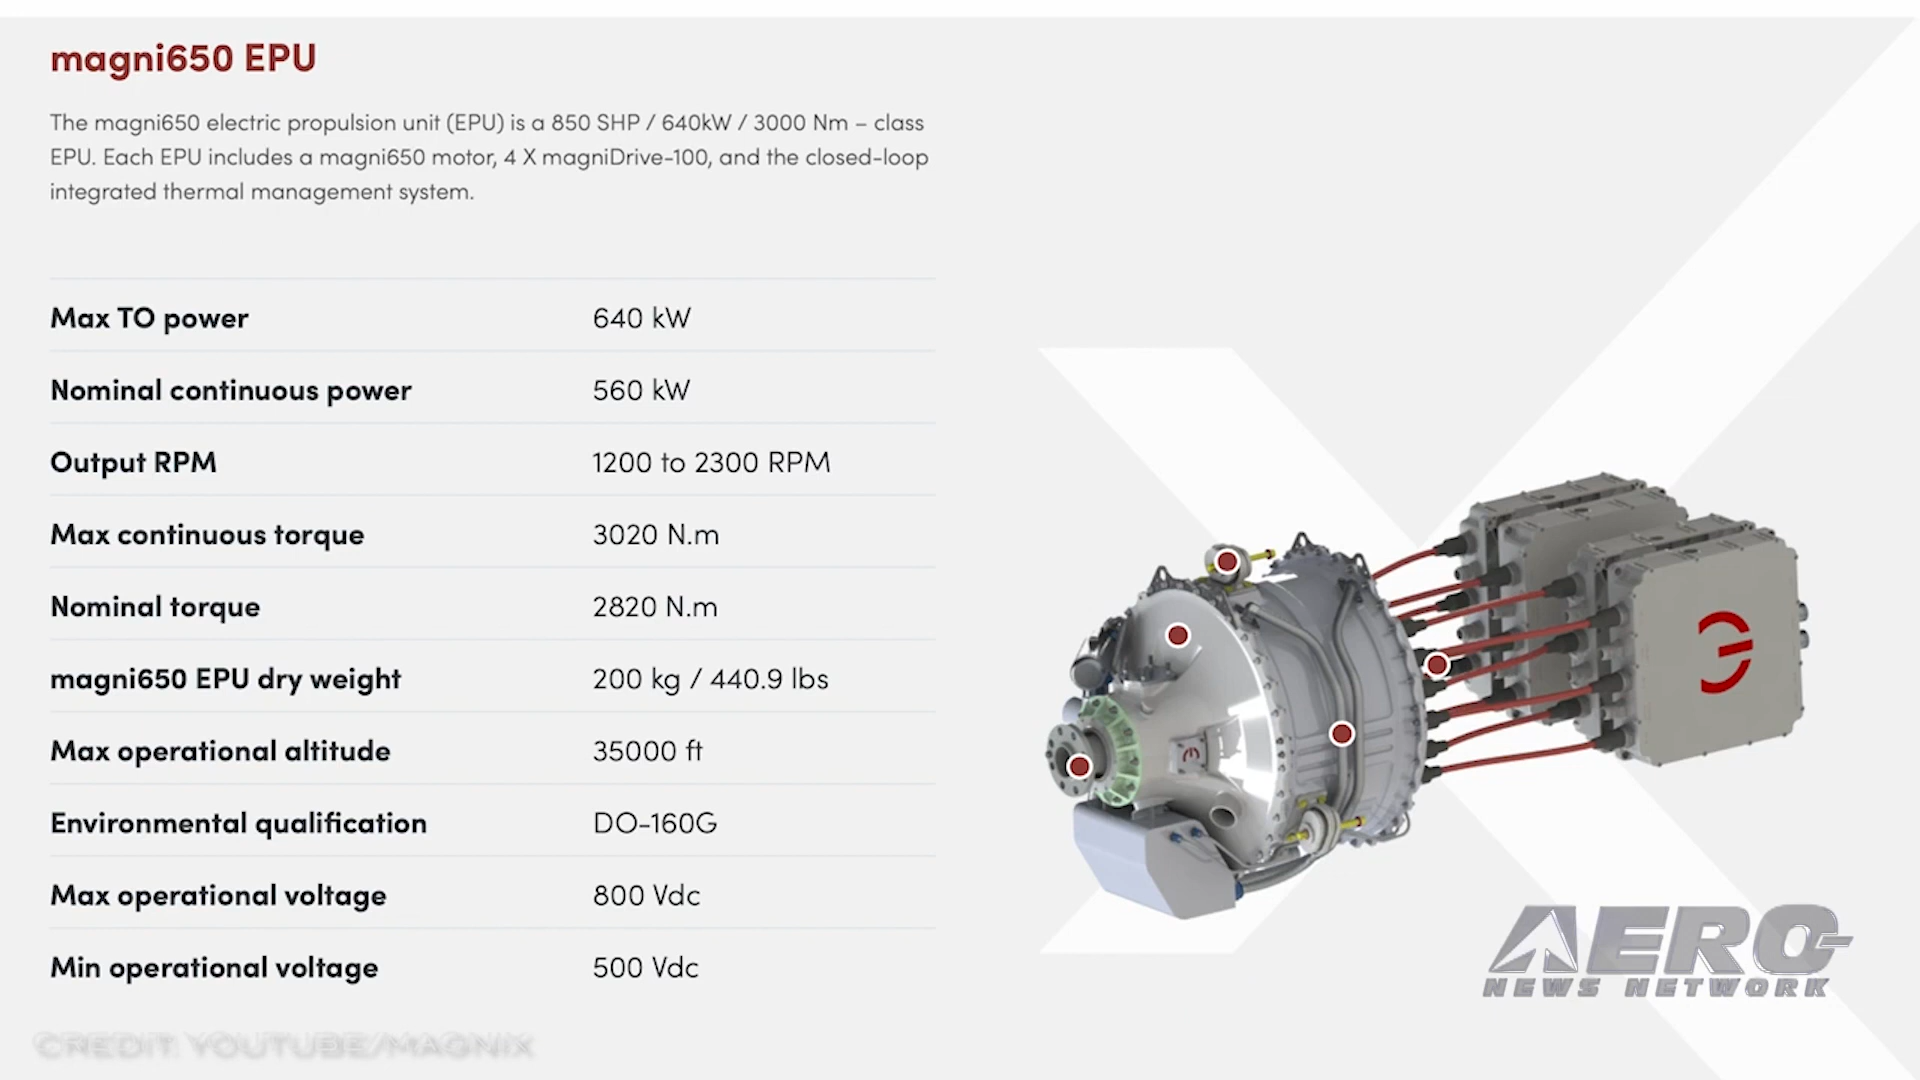 magni650 EPU
The magni650 electric propulsion unit (EPU) is a 850 SHP / 640kW / 3000 Nm – class
EPU. Each EPU includes a magni650 motor, 4 X magniDrive-100, and the closed-loop
integrated thermal management system.
Max TO power 640 kW
Nominal continuous power 560 kW
Output RPM 1200 to 2300 RPM
Max continuous torque 3020 N.m
Nominal torque 2820 N.m
magni650 EPU dry weight 200 kg / 440.9 lbs
Max operational altitude 35000 ft
Environmental qualification DO-160G
Max operational voltage 800 Vdc
Min operational voltage 500 Vdc
AERO-
NEWS NETWORK
CREDIT: YOUTUBE/MAGNIX